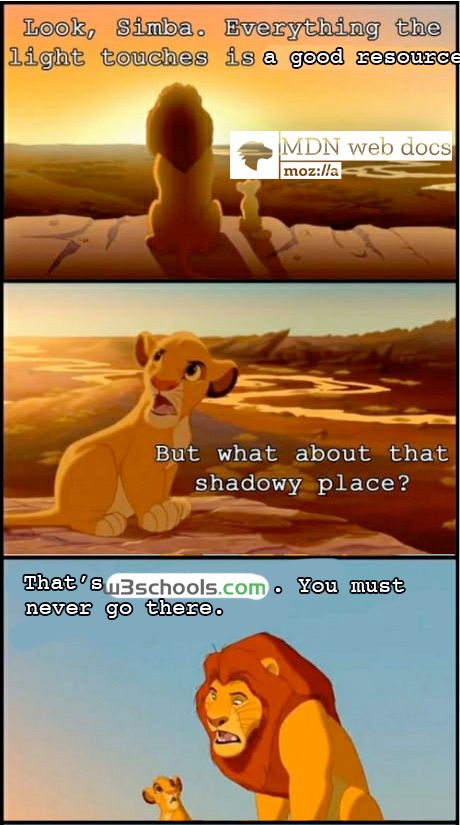 Look, Simba. Everything the
light touches is a good resource
MDN web docs
moz://a
But what about that
shadowy place?
That's w3schools.com . You must
never go there.